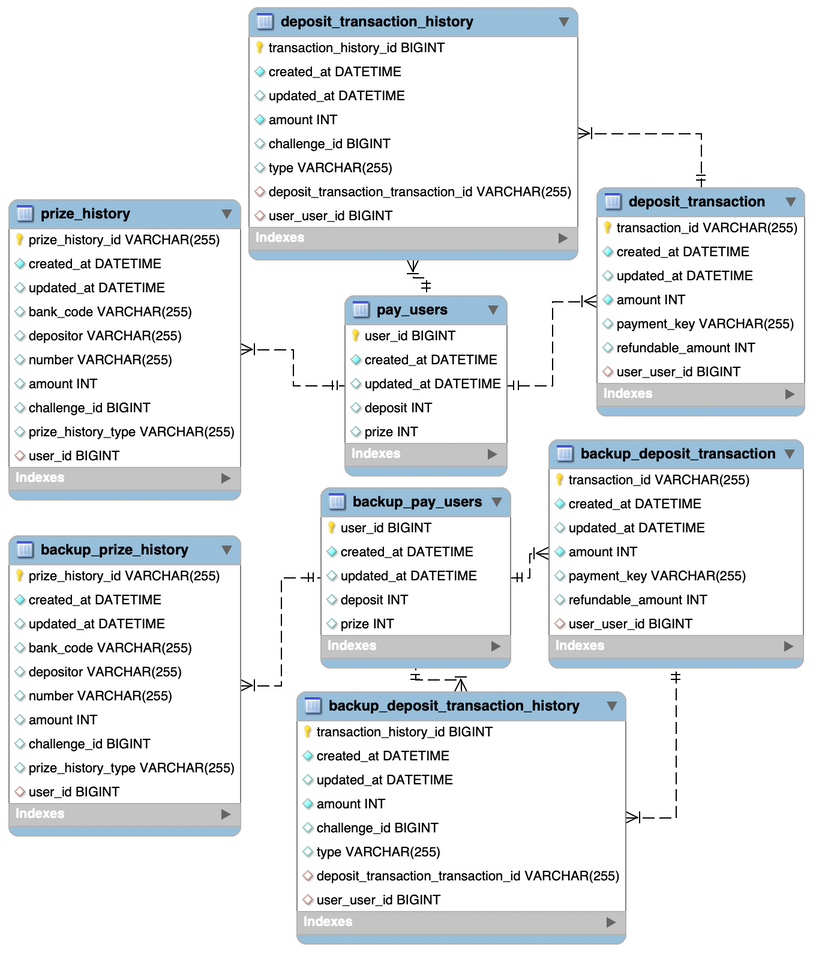 deposit_transaction_history
transaction_history_id BIGINT
created_at DATETIME
updated_at DATETIME
amount INT
challenge_id BIGINT
type VARCHAR(255)
deposit_transaction_transaction_id VARCHAR(255)
user_user_id BIGINT
Indexes
prize_history
prize_history_id VARCHAR(255)
created_at DATETIME
updated_at DATETIME
bank_code VARCHAR(255)
depositor VARCHAR(255)
number VARCHAR(255)
amount INT
challenge_id BIGINT
prize_history_type VARCHAR(255)
user_id BIGINT
Indexes
pay_users
user_id BIGINT
created_at DATETIME
updated_at DATETIME
deposit INT
prize INT
Indexes
deposit_transaction
transaction_id VARCHAR(255)
created_at DATETIME
updated_at DATETIME
amount INT
payment_key VARCHAR(255)
refundable_amount INT
user_user_id BIGINT
Indexes
backup_prize_history
prize_history_id VARCHAR(255)
created_at DATETIME
updated_at DATETIME
bank_code VARCHAR(255)
depositor VARCHAR(255)
number VARCHAR(255)
amount INT
challenge_id BIGINT
prize_history_type VARCHAR(255)
user_id BIGINT
Indexes
backup_pay_users
user_id BIGINT
created_at DATETIME
updated_at DATETIME
deposit INT
prize INT
Indexes
backup_deposit_transaction
transaction_id VARCHAR(255)
created_at DATETIME
updated_at DATETIME
amount INT
payment_key VARCHAR(255)
refundable_amount INT
user_user_id BIGINT
Indexes
backup_deposit_transaction_history
transaction_history_id BIGINT
created_at DATETIME
updated_at DATETIME
amount INT
challenge_id BIGINT
type VARCHAR(255)
deposit_transaction_transaction_id VARCHAR(255)
user_user_id BIGINT
Indexes